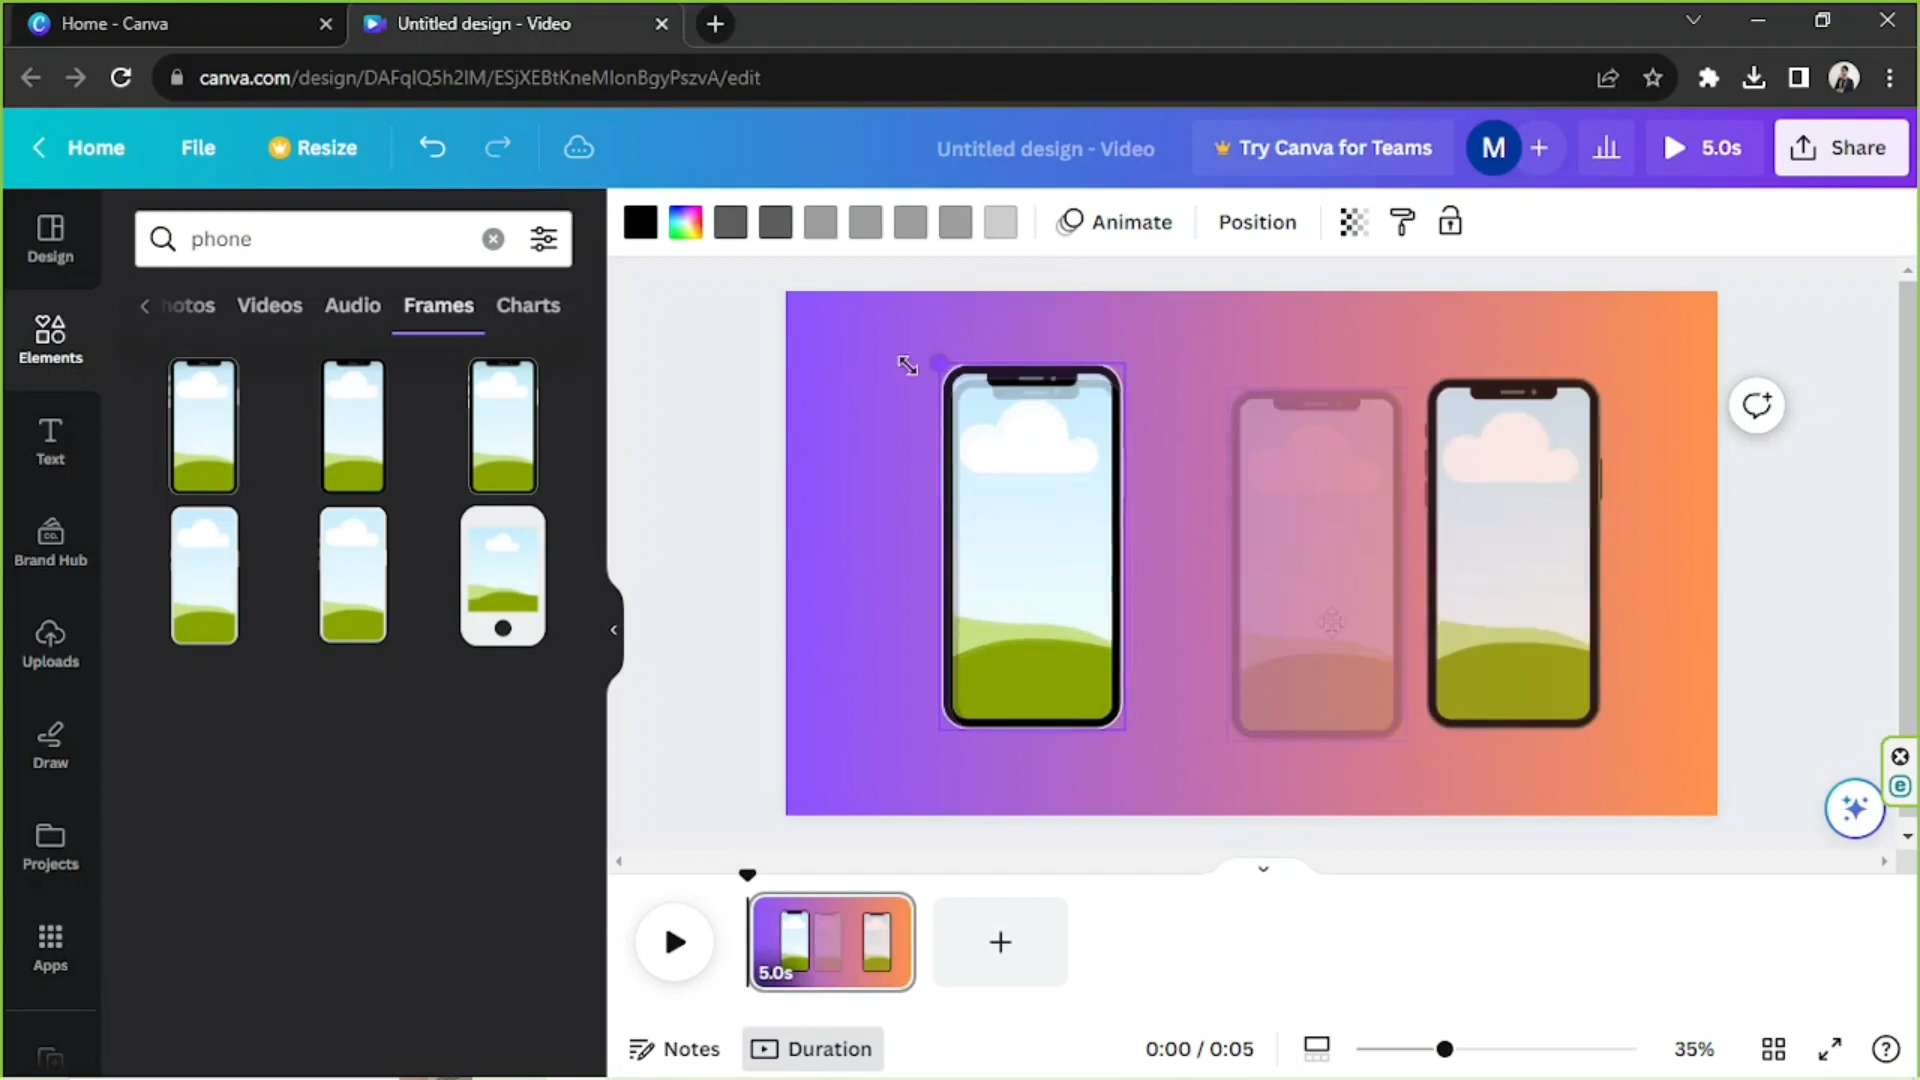 Home - Canva
Untitled design - Video
canva.com/design/DAFqIQ5h2IM/ESjXEBtKneMIonBgyPszvA/edit
Home
File
Resize
Untitled design - Video
Try Canva for Teams
M
5.0s
Share
Design
Elements
Text
Brand Hub
Uploads
Draw
Projects
Apps
phone
hotos
Videos
Audio
Frames
Charts
Animate
Position
5.0s
Notes
Duration
0:00 / 0:05
35%